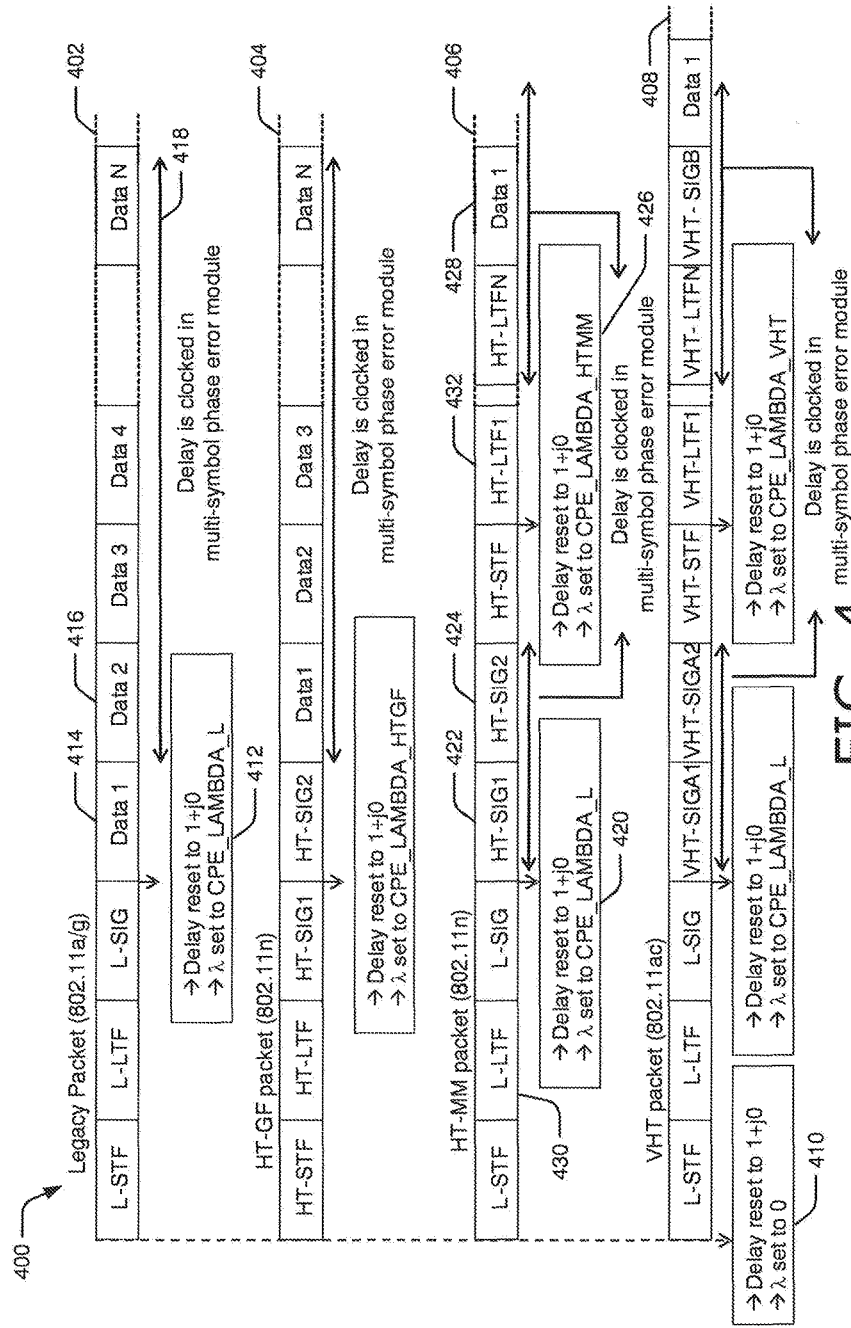 400
Legacy Packet (802.11a/g)
414
416
402
L-STF L-LTF L-SIG Data 1 Data 2 Data 3 Data 4 Data N
418
→ Delay reset to 1+j0
→ λ set to CPE_LAMBDA_L
412
Delay is clocked in
multi-symbol phase error module
HT-GF packet (802.11n)
404
HT-STF HT-LTF HT-SIG1 HT-SIG2 Data1 Data2 Data 3 Data N
→ Delay reset to 1+j0
→ λ set to CPE_LAMBDA_HTGF
Delay is clocked in
multi-symbol phase error module
HT-MM packet (802.11n)
422
424
432
428
406
L-STF L-LTF L-SIG HT-SIG1 HT-SIG2 HT-STF HT-LTF1 HT-LTFN Data 1
430
→ Delay reset to 1+j0
→ λ set to CPE_LAMBDA_L
420
→ Delay reset to 1+j0
→ λ set to CPE_LAMBDA_HTMM
426
Delay is clocked in
multi-symbol phase error module
VHT packet (802.11ac)
408
L-STF L-LTF L-SIG VHT-SIGA1 VHT-SIGA2 VHT-STF VHT-LTF1 VHT- LTFN VHT- SIGB Data 1
→ Delay reset to 1+j0
→ λ set to 0
410
→ Delay reset to 1+j0
→ λ set to CPE_LAMBDA_L
→ Delay reset to 1+j0
→ λ set to CPE_LAMBDA_VHT
Delay is clocked in
multi-symbol phase error module